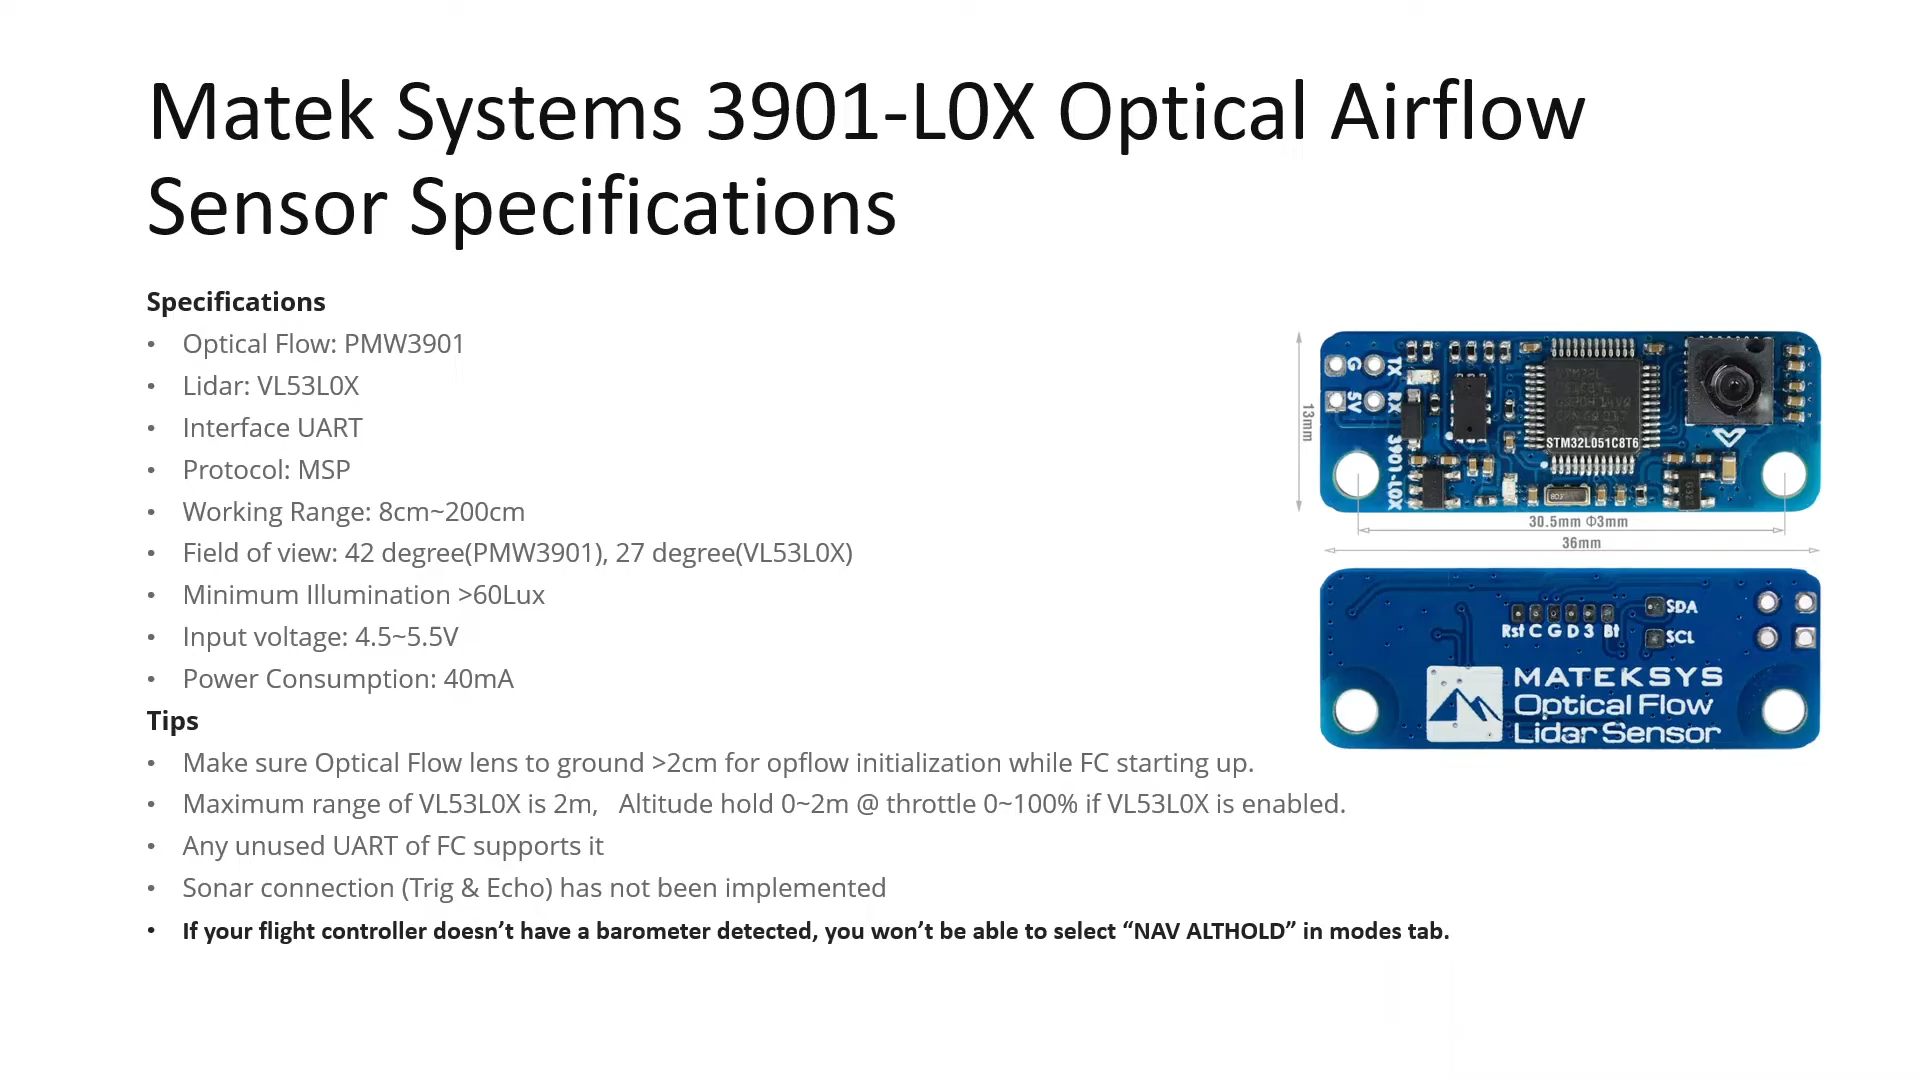 Matek Systems 3901-L0X Optical Airflow
Sensor Specifications
Specifications
• Optical Flow: PMW3901
• Lidar: VL53L0X
• Interface UART
• Protocol: MSP
• Working Range: 8cm~200cm
• Field of view: 42 degree(PMW3901), 27 degree(VL53L0X)
• Minimum Illumination >60Lux
• Input voltage: 4.5~5.5V
• Power Consumption: 40mA
Tips
• Make sure Optical Flow lens to ground >2cm for opflow initialization while FC starting up.
• Maximum range of VL53L0X is 2m, Altitude hold 0~2m @ throttle 0~100% if VL53L0X is enabled.
• Any unused UART of FC supports it
• Sonar connection (Trig & Echo) has not been implemented
• If your flight controller doesn’t have a barometer detected, you won’t be able to select “NAV ALTHOLD” in modes tab.
13mm
G TX
5V RX
3901-L0X
STM32L051C8T6
30.5mm Φ3mm
36mm
SDA
Rst C G D 3 Bt
SCL
MATEKSYS
Optical Flow
Lidar Sensor